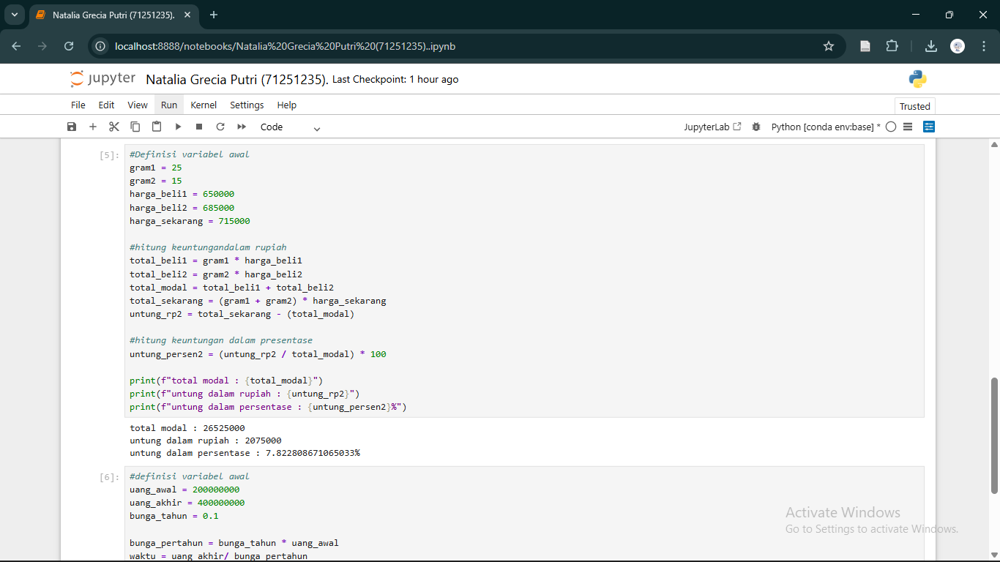 Natalia Grecia Putri (71251235).
localhost:8888/notebooks/Natalia%20Grecia%20Putri%20(71251235)..ipynb
jupyter Natalia Grecia Putri (71251235). Last Checkpoint: 1 hour ago
File Edit View Run Kernel Settings Help
Trusted
Code
JupyterLab
Python [conda env:base] *
[5]:
#Definisi variabel awal
gram1 = 25
gram2 = 15
harga_beli1 = 650000
harga_beli2 = 685000
harga_sekarang = 715000
#hitung keuntungandalam rupiah
total_beli1 = gram1 * harga_beli1
total_beli2 = gram2 * harga_beli2
total_modal = total_beli1 + total_beli2
total_sekarang = (gram1 + gram2) * harga_sekarang
untung_rp2 = total_sekarang - (total_modal)
#hitung keuntungan dalam presentase
untung_persen2 = (untung_rp2 / total_modal) * 100
print(f"total modal : {total_modal}")
print(f"untung dalam rupiah : {untung_rp2}")
print(f"untung dalam persentase : {untung_persen2}%")
total modal : 26525000
untung dalam rupiah : 2075000
untung dalam persentase : 7.822808671065033%
[6]:
#definisi variabel awal
uang_awal = 200000000
uang_akhir = 400000000
bunga_tahun = 0.1
bunga_pertahun = bunga_tahun * uang_awal
waktu = uang_akhir/ bunga_pertahun
Activate Windows
Go to Settings to activate Windows.